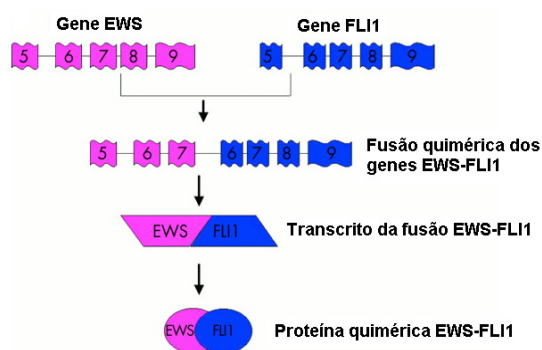 Gene EWS
Gene FLI1
5 6 7 8 9
5 6 7 8 9
5 6 7 6 7 8 9
Fusão quimérica dos
genes EWS-FLI1
EWS FLI1
Transcrito da fusão EWS-FLI1
EWS FLI1
Proteína quimérica EWS-FLI1